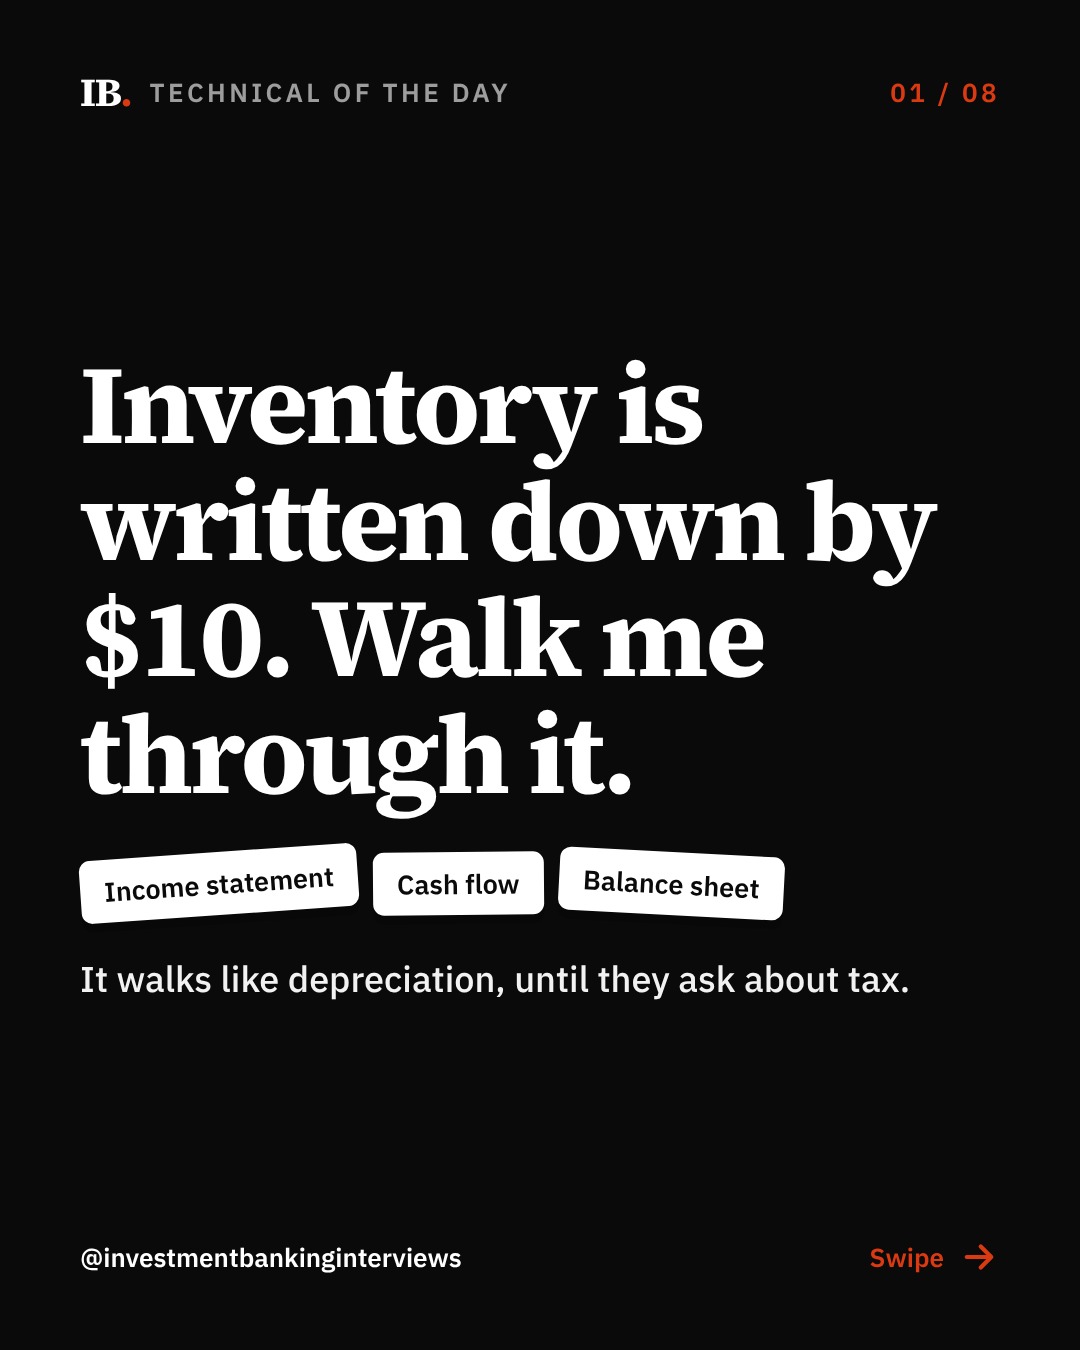 IB. TECHNICAL OF THE DAY
01 / 08
Inventory is
written down by
$10. Walk me
through it.
Income statement
Cash flow
Balance sheet
It walks like depreciation, until they ask about tax.
@investmentbankinginterviews
Swipe →